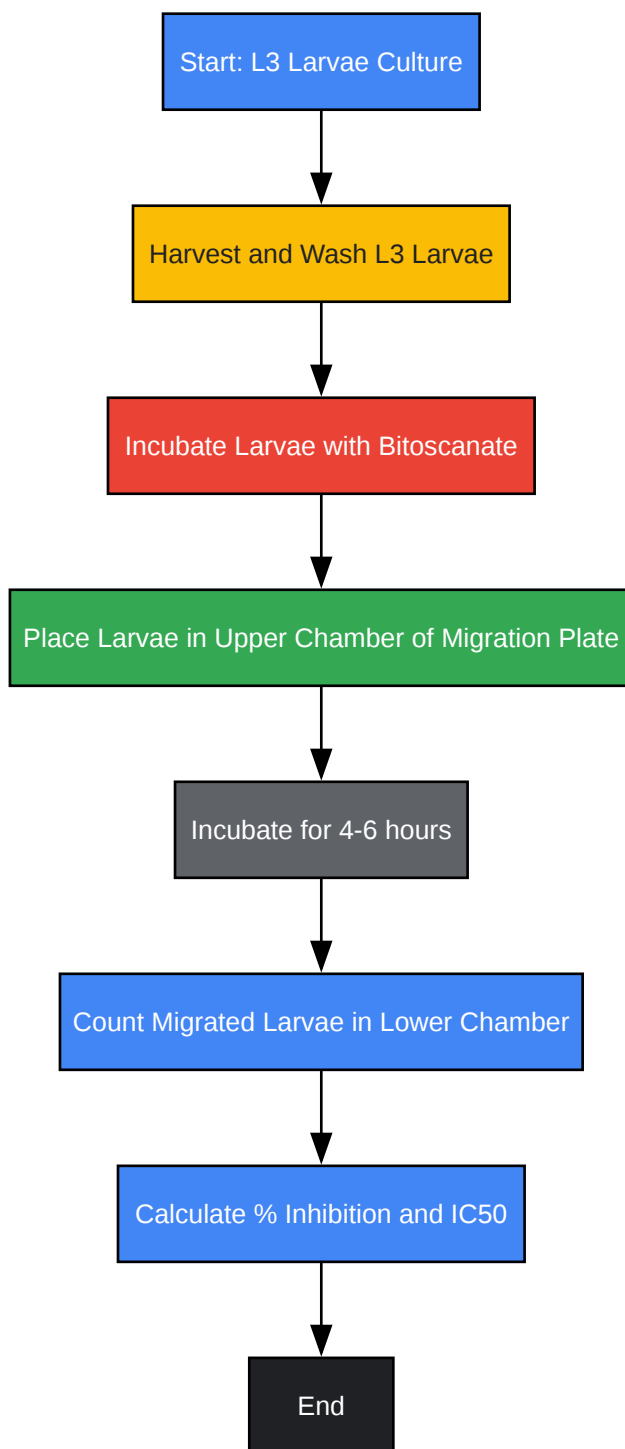 Start: L3 Larvae Culture
Harvest and Wash L3 Larvae
Incubate Larvae with Bitoscanate
Place Larvae in Upper Chamber of Migration Plate
Incubate for 4-6 hours
Count Migrated Larvae in Lower Chamber
Calculate % Inhibition and IC50
End